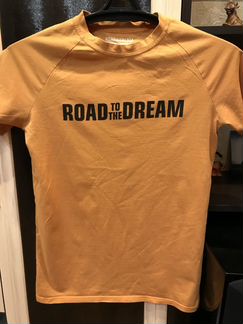 ROAD TO THE DREAM